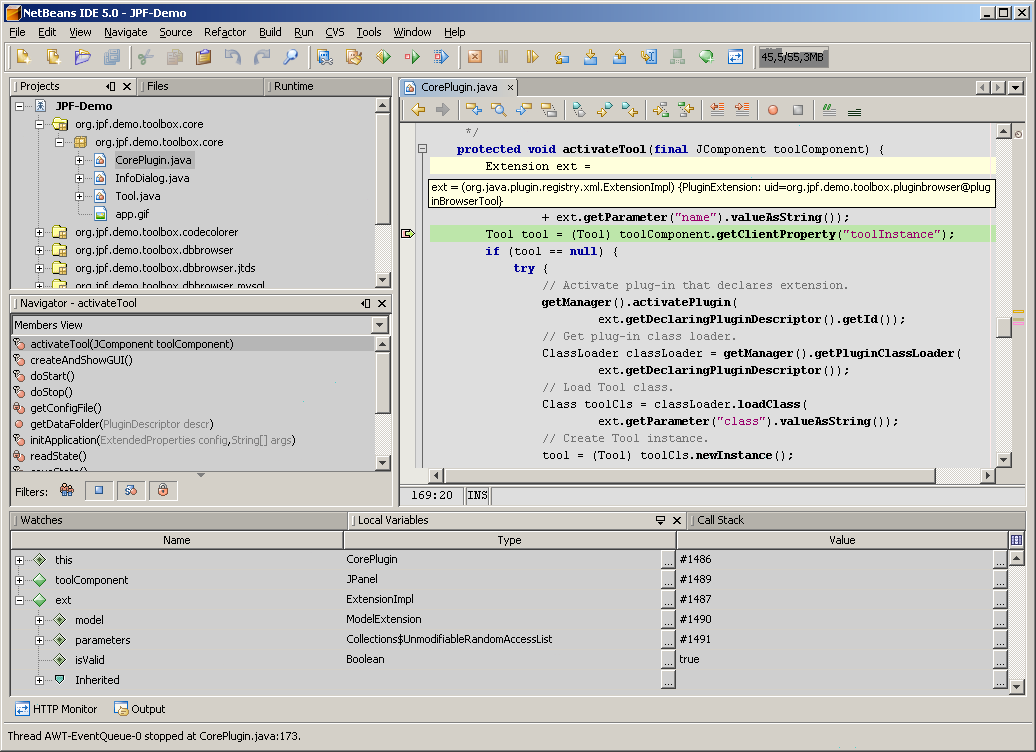 NetBeans IDE 5.0 - JPF-Demo
File Edit View Navigate Source Refactor Build Run CVS Tools Window Help
45,5/55,3MB
Projects Files Runtime
JPF-Demo
org.jpf.demo.toolbox.core
org.jpf.demo.toolbox.core
CorePlugin.java
InfoDialog.java
Tool.java
app.gif
org.jpf.demo.toolbox.codecolorer
org.jpf.demo.toolbox.dbbrowser
org.jpf.demo.toolbox.dbbrowser.jtds
org.jpf.demo.toolbox.dbbrowser.mysql
Navigator - activateTool
Members View
activateTool(JComponent toolComponent)
createAndShowGUI()
doStart()
doStop()
getConfigFile()
getDataFolder(PluginDescriptor descr)
initApplication(ExtendedProperties config,String[] args)
readState()
saveState()
Filters:
CorePlugin.java
*/
protected void activateTool(final JComponent toolComponent) {
Extension ext =
ext = (org.java.plugin.registry.xml.ExtensionImpl) {PluginExtension: uid=org.jpf.demo.toolbox.pluginbrowser@plug
inBrowserTool}
+ ext.getParameter("name").valueAsString());
Tool tool = (Tool) toolComponent.getClientProperty("toolInstance");
if (tool == null) {
try {
// Activate plug-in that declares extension.
getManager().activatePlugin(
ext.getDeclaringPluginDescriptor().getId());
// Get plug-in class loader.
ClassLoader classLoader = getManager().getPluginClassLoader(
ext.getDeclaringPluginDescriptor());
// Load Tool class.
Class toolCls = classLoader.loadClass(
ext.getParameter("class").valueAsString());
// Create Tool instance.
tool = (Tool) toolCls.newInstance();
169:20 INS
Watches Local Variables Call Stack
Name Type Value
this CorePlugin ... #1486 ...
toolComponent JPanel ... #1489 ...
ext ExtensionImpl ... #1487 ...
model ModelExtension ... #1490 ...
parameters Collections$UnmodifiableRandomAccessList ... #1491 ...
isValid Boolean ... true ...
Inherited ... ...
HTTP Monitor Output
Thread AWT-EventQueue-0 stopped at CorePlugin.java:173.